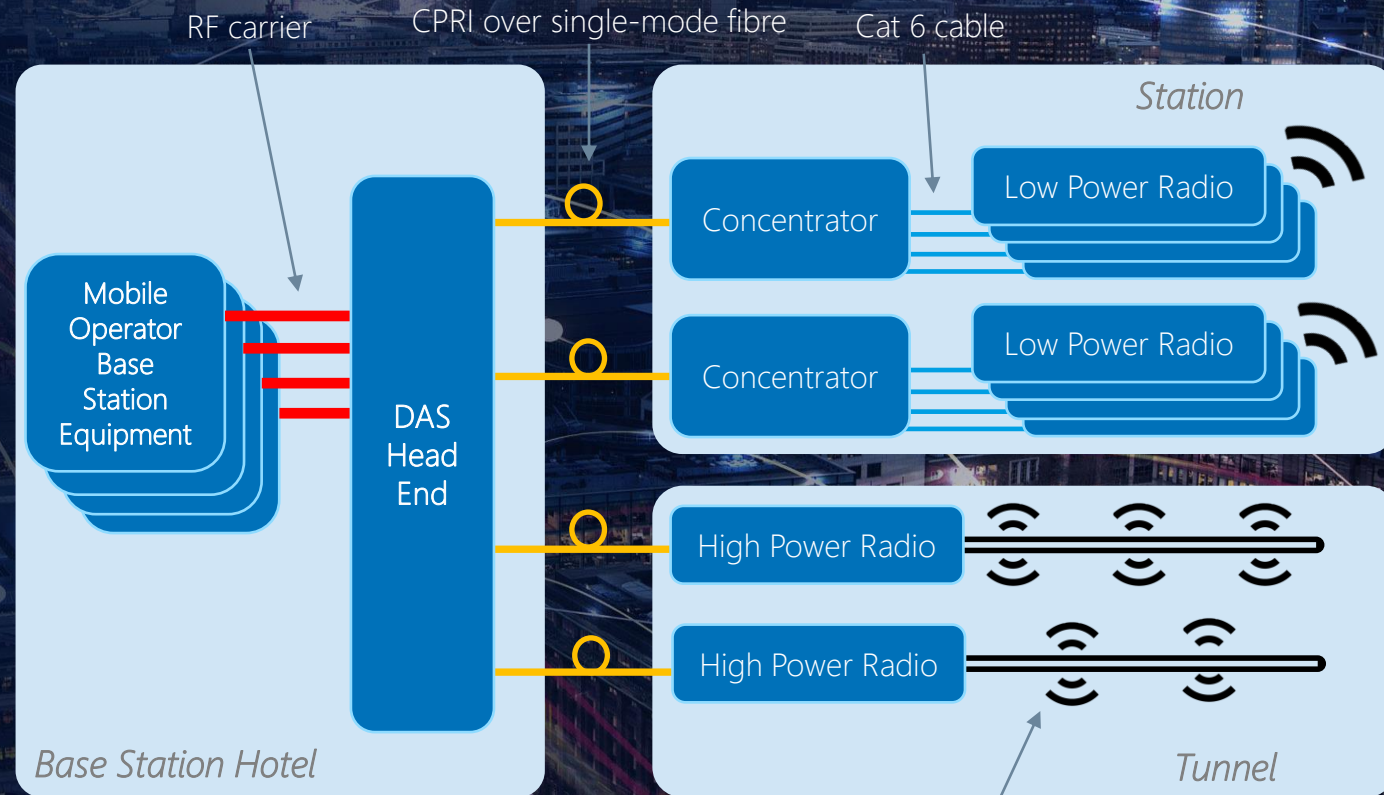 RF carrier
CPRI over single-mode fibre
Cat 6 cable
Station
Concentrator
Low Power Radio
Concentrator
Low Power Radio
Mobile
Operator
Base
Station
Equipment
DAS
Head
End
High Power Radio
High Power Radio
Base Station Hotel
Tunnel